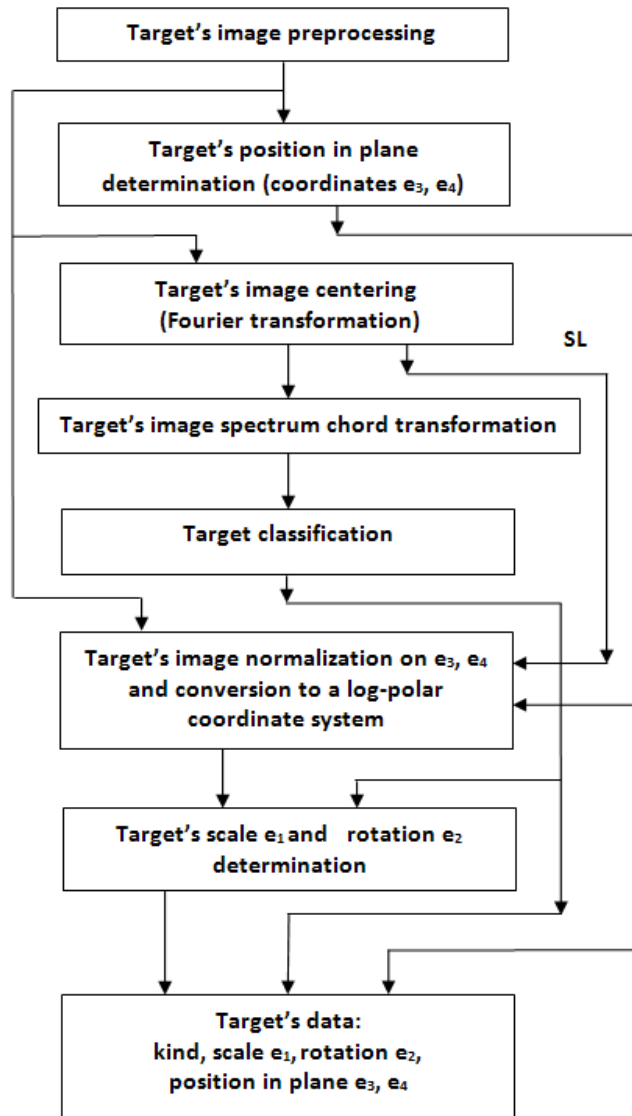 Target’s image preprocessing
Target’s position in plane
determination (coordinates e₃, e₄)
Target’s image centering
(Fourier transformation)
SL
Target’s image spectrum chord transformation
Target classification
Target’s image normalization on e₃, e₄
and conversion to a log-polar
coordinate system
Target’s scale e₁ and rotation e₂
determination
Target’s data:
kind, scale e₁, rotation e₂,
position in plane e₃, e₄